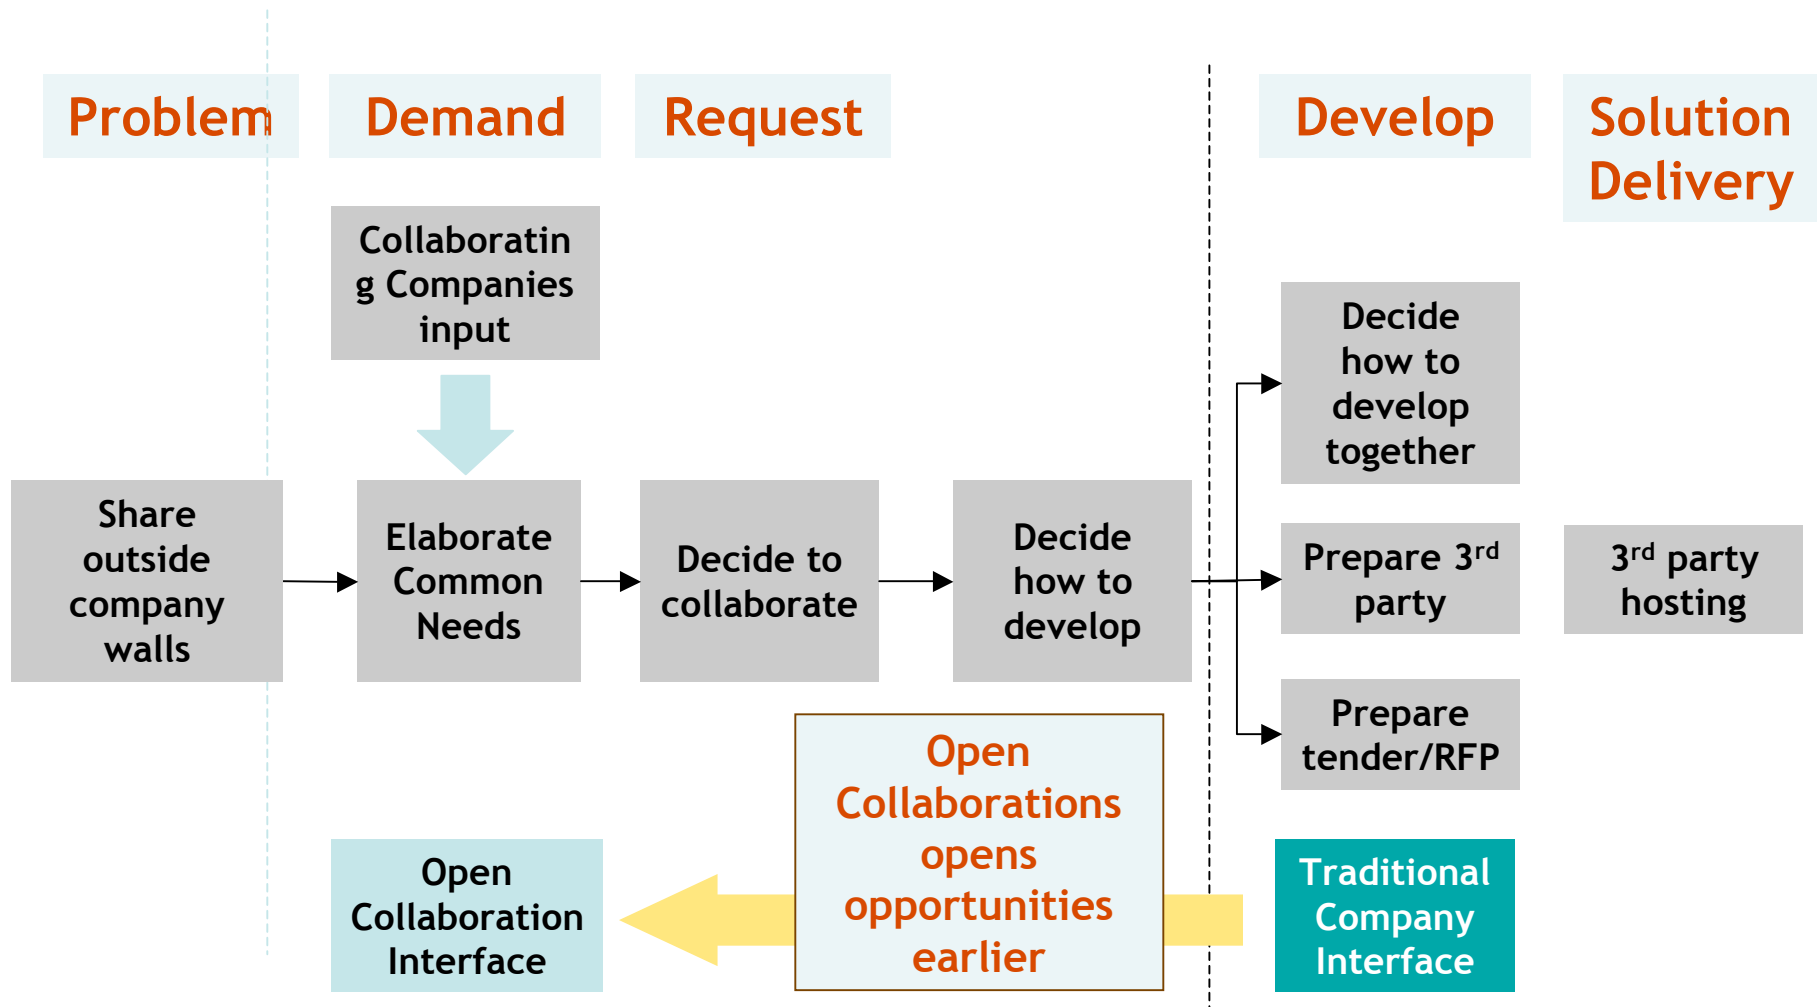 Problem
Demand
Request
Develop
Solution
Delivery
Collaboratin
g Companies
input
Share
outside
company
walls
Elaborate
Common
Needs
Decide to
collaborate
Decide
how to
develop
Decide
how to
develop
together
Prepare 3rd
party
Prepare
tender/RFP
3rd party
hosting
Open
Collaboration
Interface
Open
Collaborations
opens
opportunities
earlier
Traditional
Company
Interface